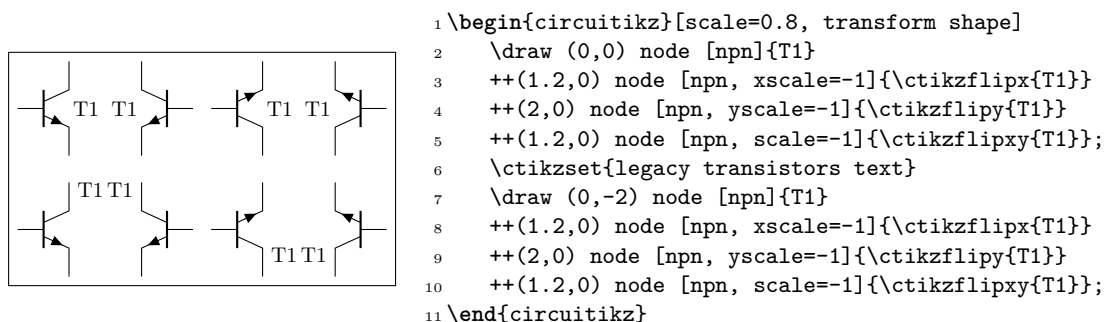 T1 T1 T1 T1
T1 T1
T1 T1
1 \begin{circuitikz}[scale=0.8, transform shape]
2 \draw (0,0) node [npn]{T1}
3 ++(1.2,0) node [npn, xscale=-1]{\ctikzflipx{T1}}
4 ++(2,0) node [npn, yscale=-1]{\ctikzflipy{T1}}
5 ++(1.2,0) node [npn, scale=-1]{\ctikzflipxy{T1}};
6 \ctikzset{legacy transistors text}
7 \draw (0,-2) node [npn]{T1}
8 ++(1.2,0) node [npn, xscale=-1]{\ctikzflipx{T1}}
9 ++(2,0) node [npn, yscale=-1]{\ctikzflipy{T1}}
10 ++(1.2,0) node [npn, scale=-1]{\ctikzflipxy{T1}};
11 \end{circuitikz}